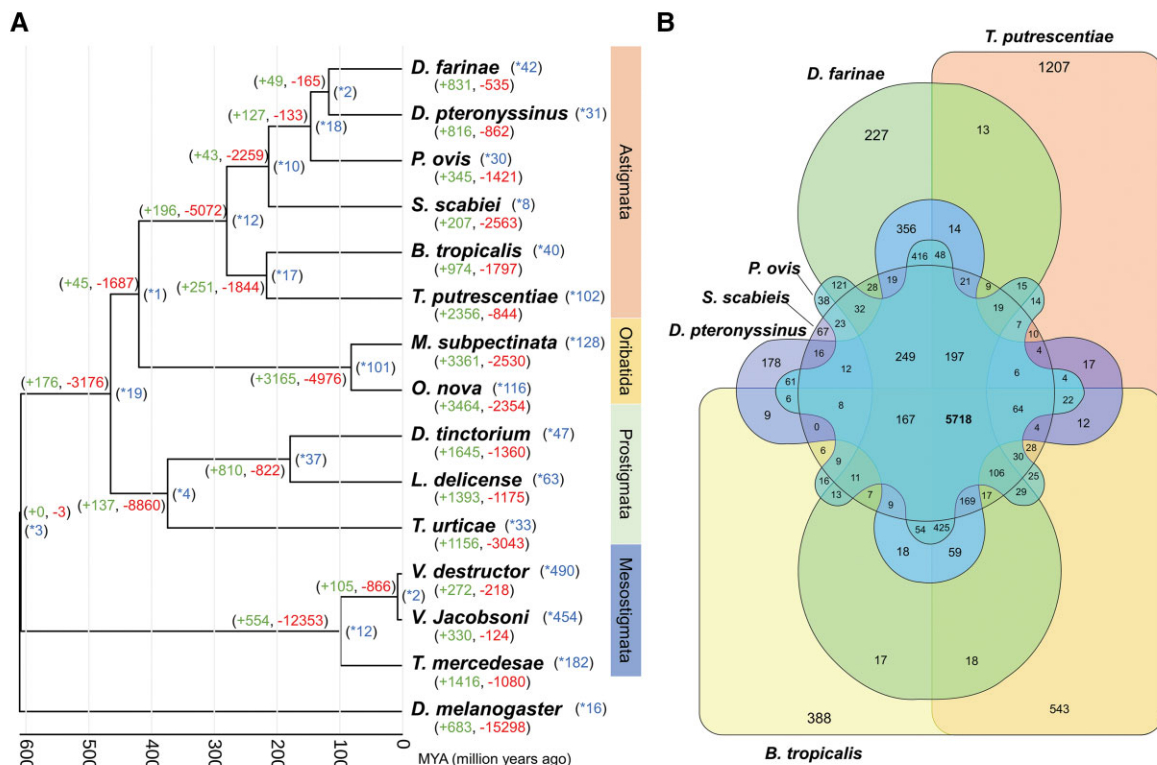 A
D. farinae (*42)
(+831, -535)
(+49, -165)
(*2)
D. pteronyssinus (*31)
(+816, -862)
(+127, -133)
(*18)
P. ovis (*30)
(+345, -1421)
(+43, -2259)
(*10)
S. scabiei (*8)
(+207, -2563)
(+196, -5072)
(*12)
B. tropicalis (*40)
(+974, -1797)
(*17)
(+251, -1844)
T. putrescentiae (*102)
(+2356, -844)
(+45, -1687)
(*1)
M. subpectinata (*128)
(+3361, -2530)
(*101)
(+3165, -4976)
O. nova (*116)
(+3464, -2354)
(+176, -3176)
(*19)
D. tinctorium (*47)
(+1645, -1360)
(*37)
(+810, -822)
L. delicense (*63)
(+1393, -1175)
(*4)
(+137, -8860)
T. urticae (*33)
(+1156, -3043)
(+0, -3)
(*3)
V. destructor (*490)
(+272, -218)
(+105, -866)
(*2)
V. Jacobsoni (*454)
(+330, -124)
(+554, -12353)
(*12)
T. mercedesae (*182)
(+1416, -1080)
D. melanogaster (*16)
(+683, -15298)
Astigmata
Oribatida
Prostigmata
Mesostigmata
600 500 400 300 200 100 0
MYA (million years ago)
B
T. putrescentiae
1207
D. farinae
227 13
356 14
416 48
P. ovis
121 28 19 21 9 15
38 32 19 14
S. scabieis
67 23 7 10
D. pteronyssinus
16 249 197 4
178 17
61 12 6 4
6 8 64 22
9 12
0 167 5718 4
6 28
9 30
16 11 106 25
13 7 9 169 17 29
54 425
18 59
17 18
388 543
B. tropicalis